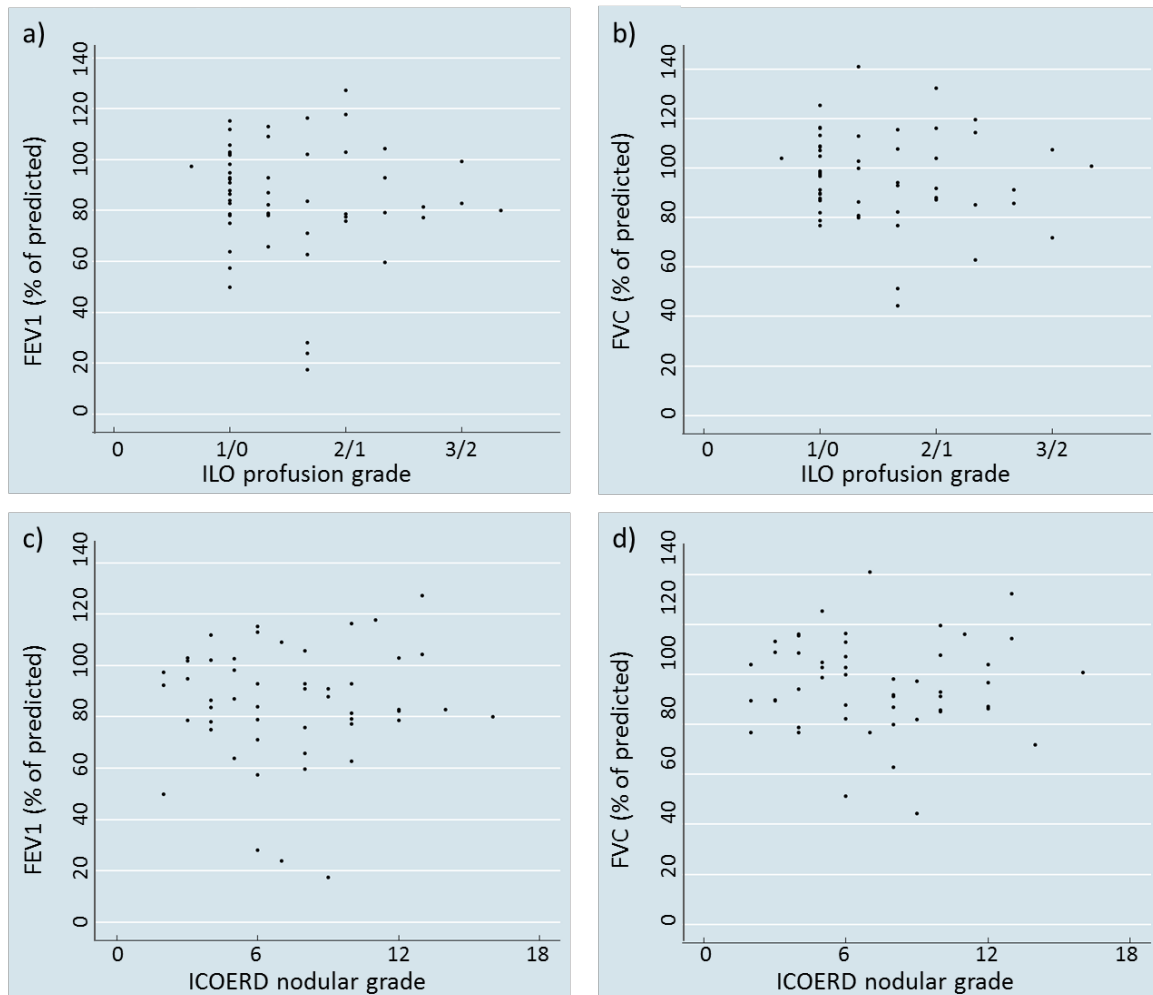 a)
FEV1 (% of predicted)
140
120
100
80
60
40
20
0
0 1/0 2/1 3/2
ILO profusion grade
b)
FVC (% of predicted)
140
120
100
80
60
40
20
0
0 1/0 2/1 3/2
ILO profusion grade
c)
FEV1 (% of predicted)
140
120
100
80
60
40
20
0
0 6 12 18
ICOERD nodular grade
d)
FVC (% of predicted)
140
120
100
80
60
40
20
0
0 6 12 18
ICOERD nodular grade